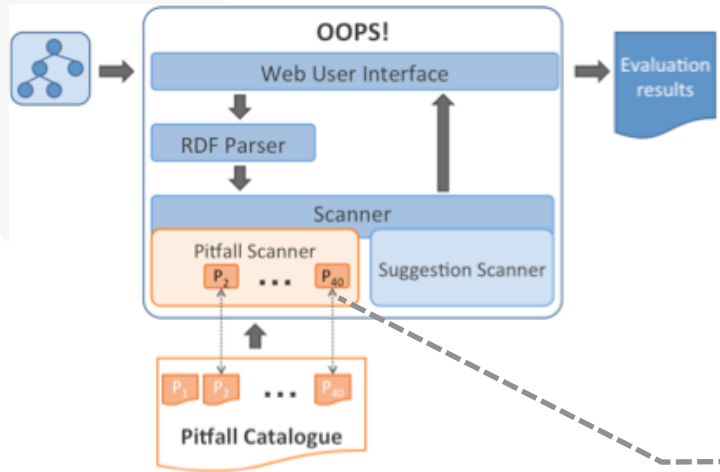 OOPS!
Web User Interface
Evaluation
results
RDF Parser
Scanner
Pitfall Scanner
Suggestion Scanner
P2 ... P40
P1 P2 ... P40
Pitfall Catalogue